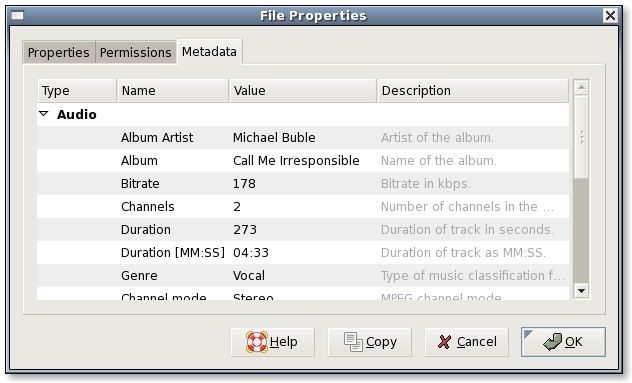 File Properties
Properties Permissions Metadata
Type Name Value Description
Audio
Album Artist Michael Buble Artist of the album.
Album Call Me Irresponsible Name of the album.
Bitrate 178 Bitrate in kbps.
Channels 2 Number of channels in the ...
Duration 273 Duration of track in seconds.
Duration [MM:SS] 04:33 Duration of track as MM:SS.
Genre Vocal Type of music classification f...
Channel mode Stereo MPEG channel mode
Help Copy Cancel OK